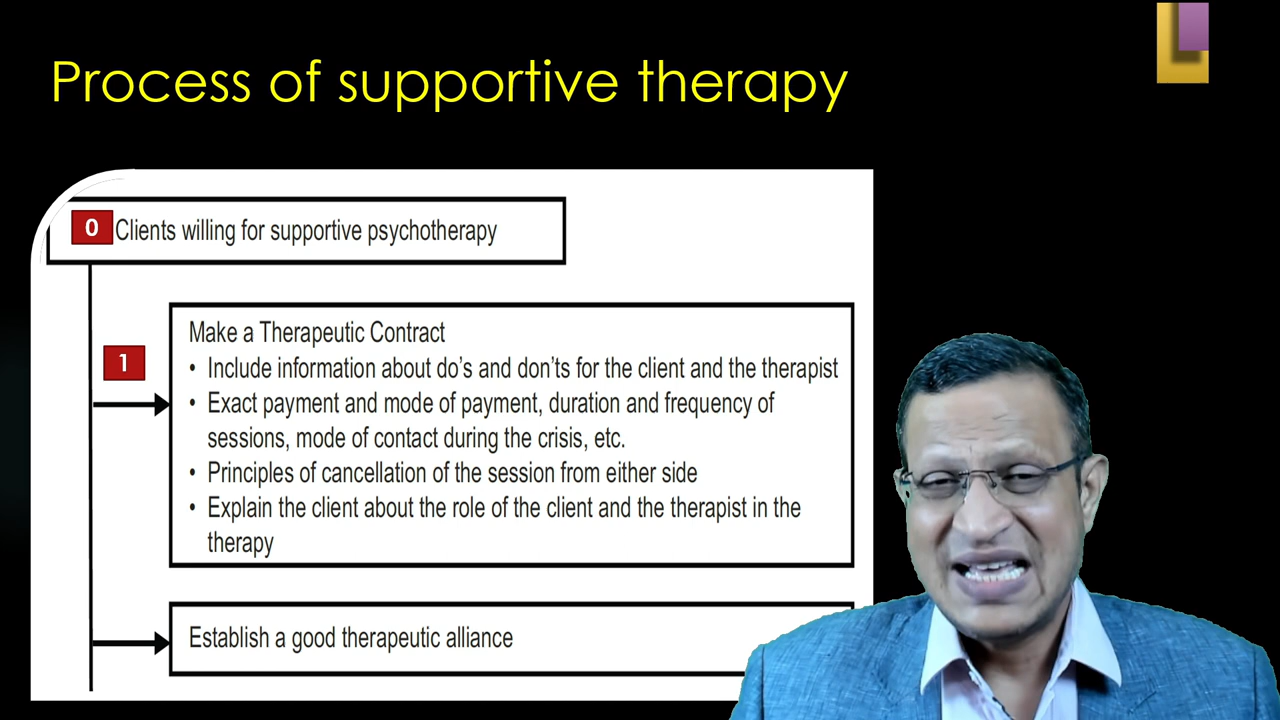 Process of supportive therapy
0 Clients willing for supportive psychotherapy
1
Make a Therapeutic Contract
• Include information about do's and don'ts for the client and the therapist
• Exact payment and mode of payment, duration and frequency of
sessions, mode of contact during the crisis, etc.
• Principles of cancellation of the session from either side
• Explain the client about the role of the client and the therapist in the
therapy
Establish a good therapeutic alliance